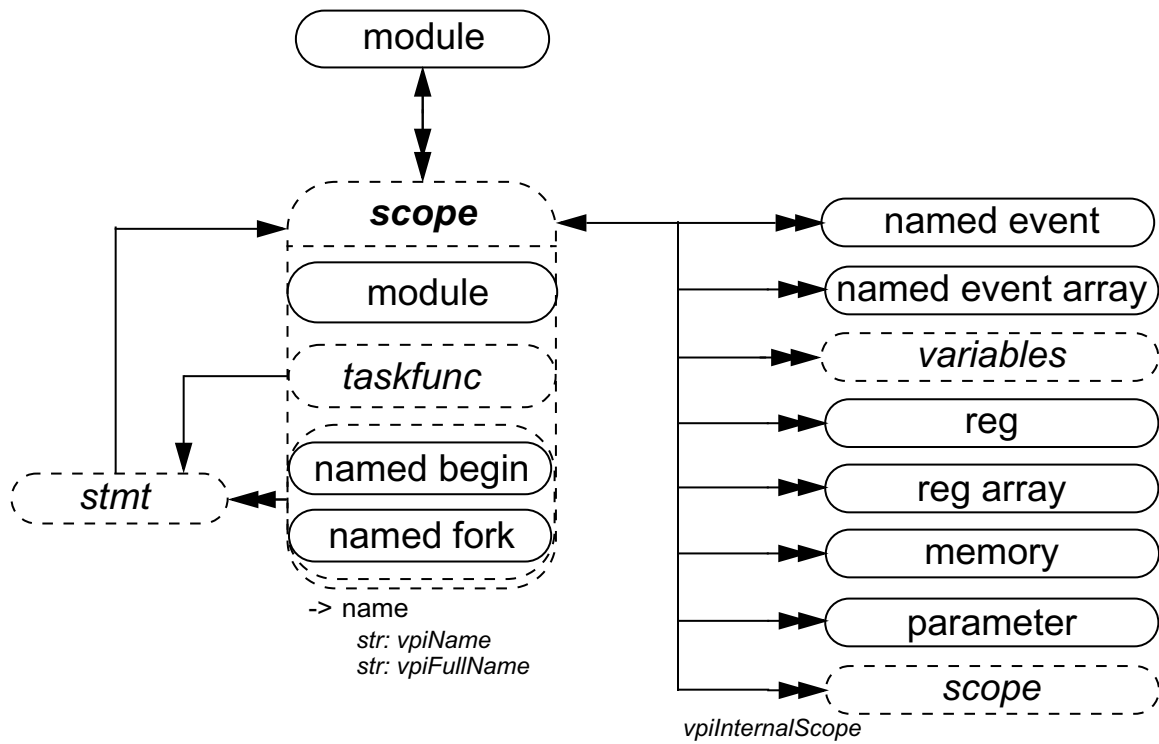 module
scope
module
taskfunc
named begin
named fork
stmt
-> name
str: vpiName
str: vpiFullName
named event
named event array
variables
reg
reg array
memory
parameter
scope
vpiInternalScope